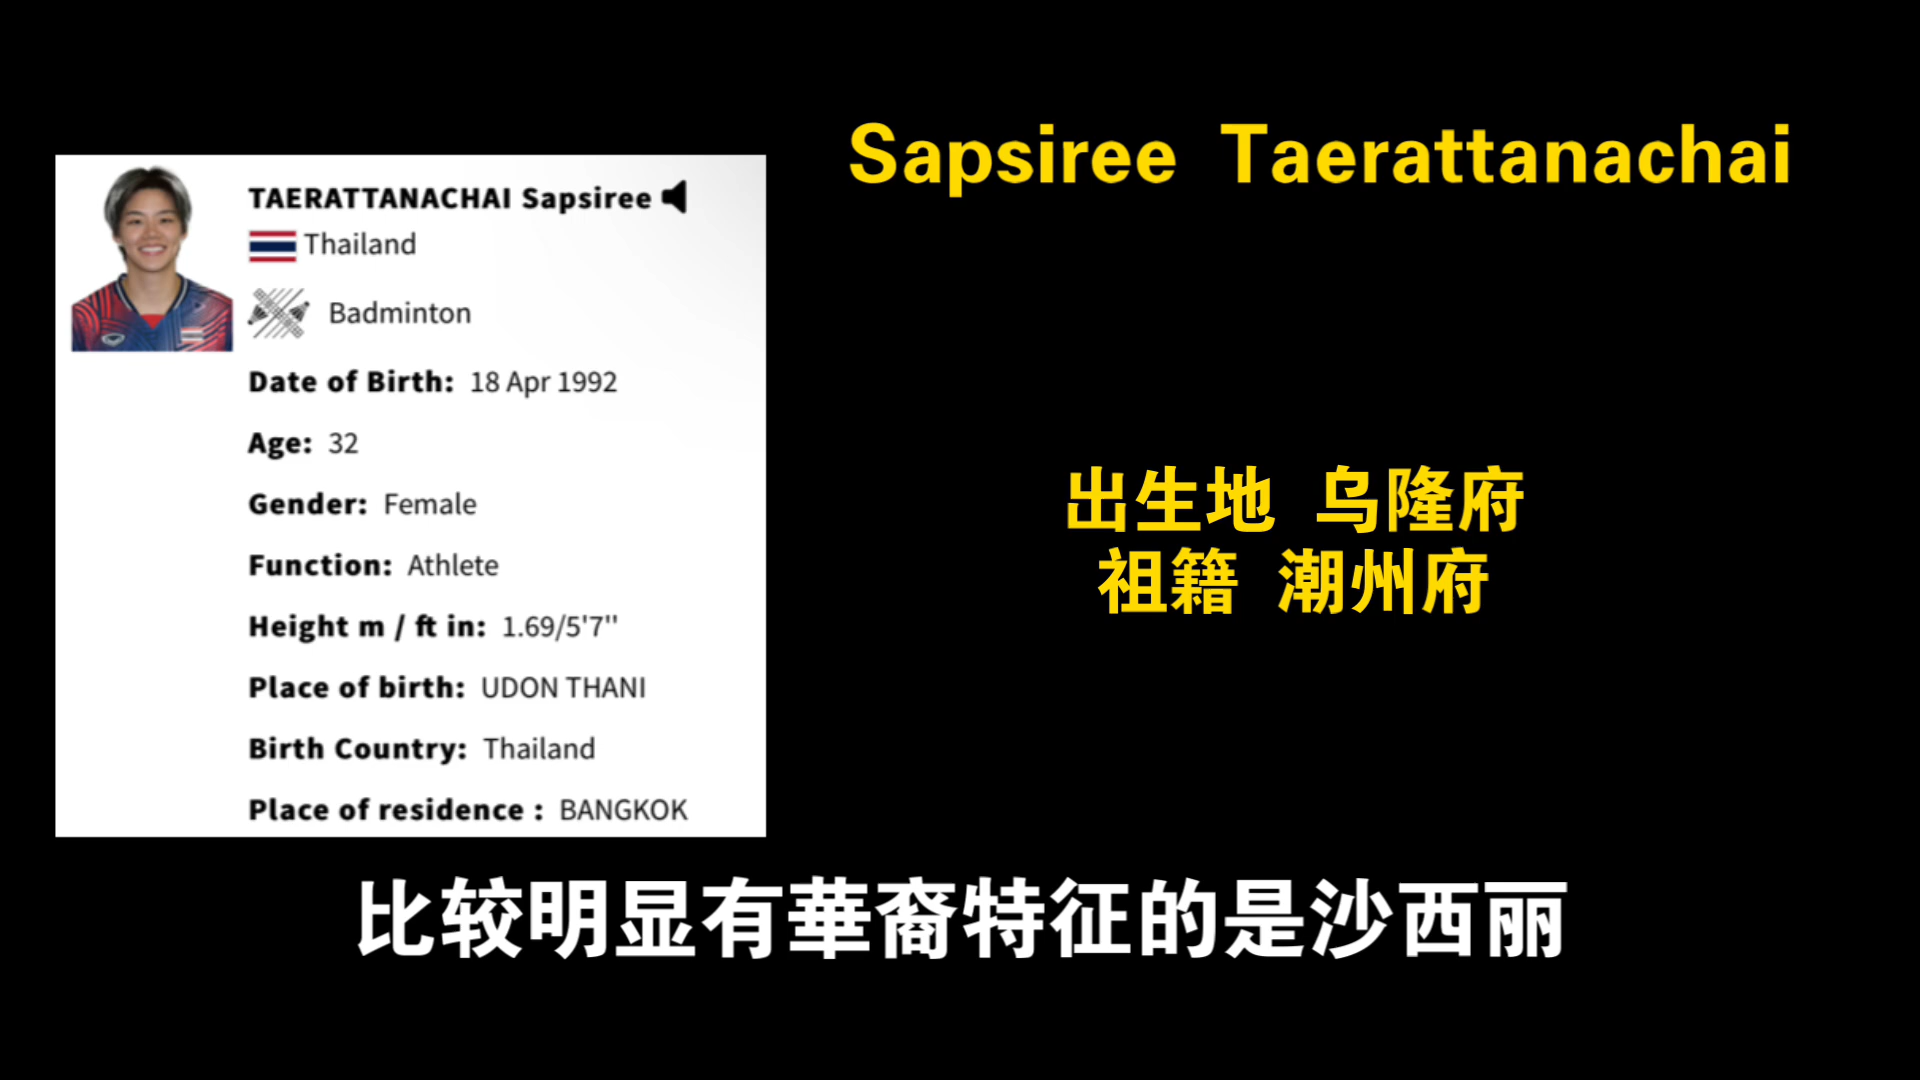 Sapsiree Taerattanachai
TAERATTANACHAI Sapsiree
Thailand
Badminton
Date of Birth: 18 Apr 1992
Age: 32
Gender: Female
Function: Athlete
Height m / ft in: 1.69/5'7''
Place of birth: UDON THANI
Birth Country: Thailand
Place of residence : BANGKOK
出生地 乌隆府
祖籍 潮州府
比较明显有華裔特征的是沙西丽